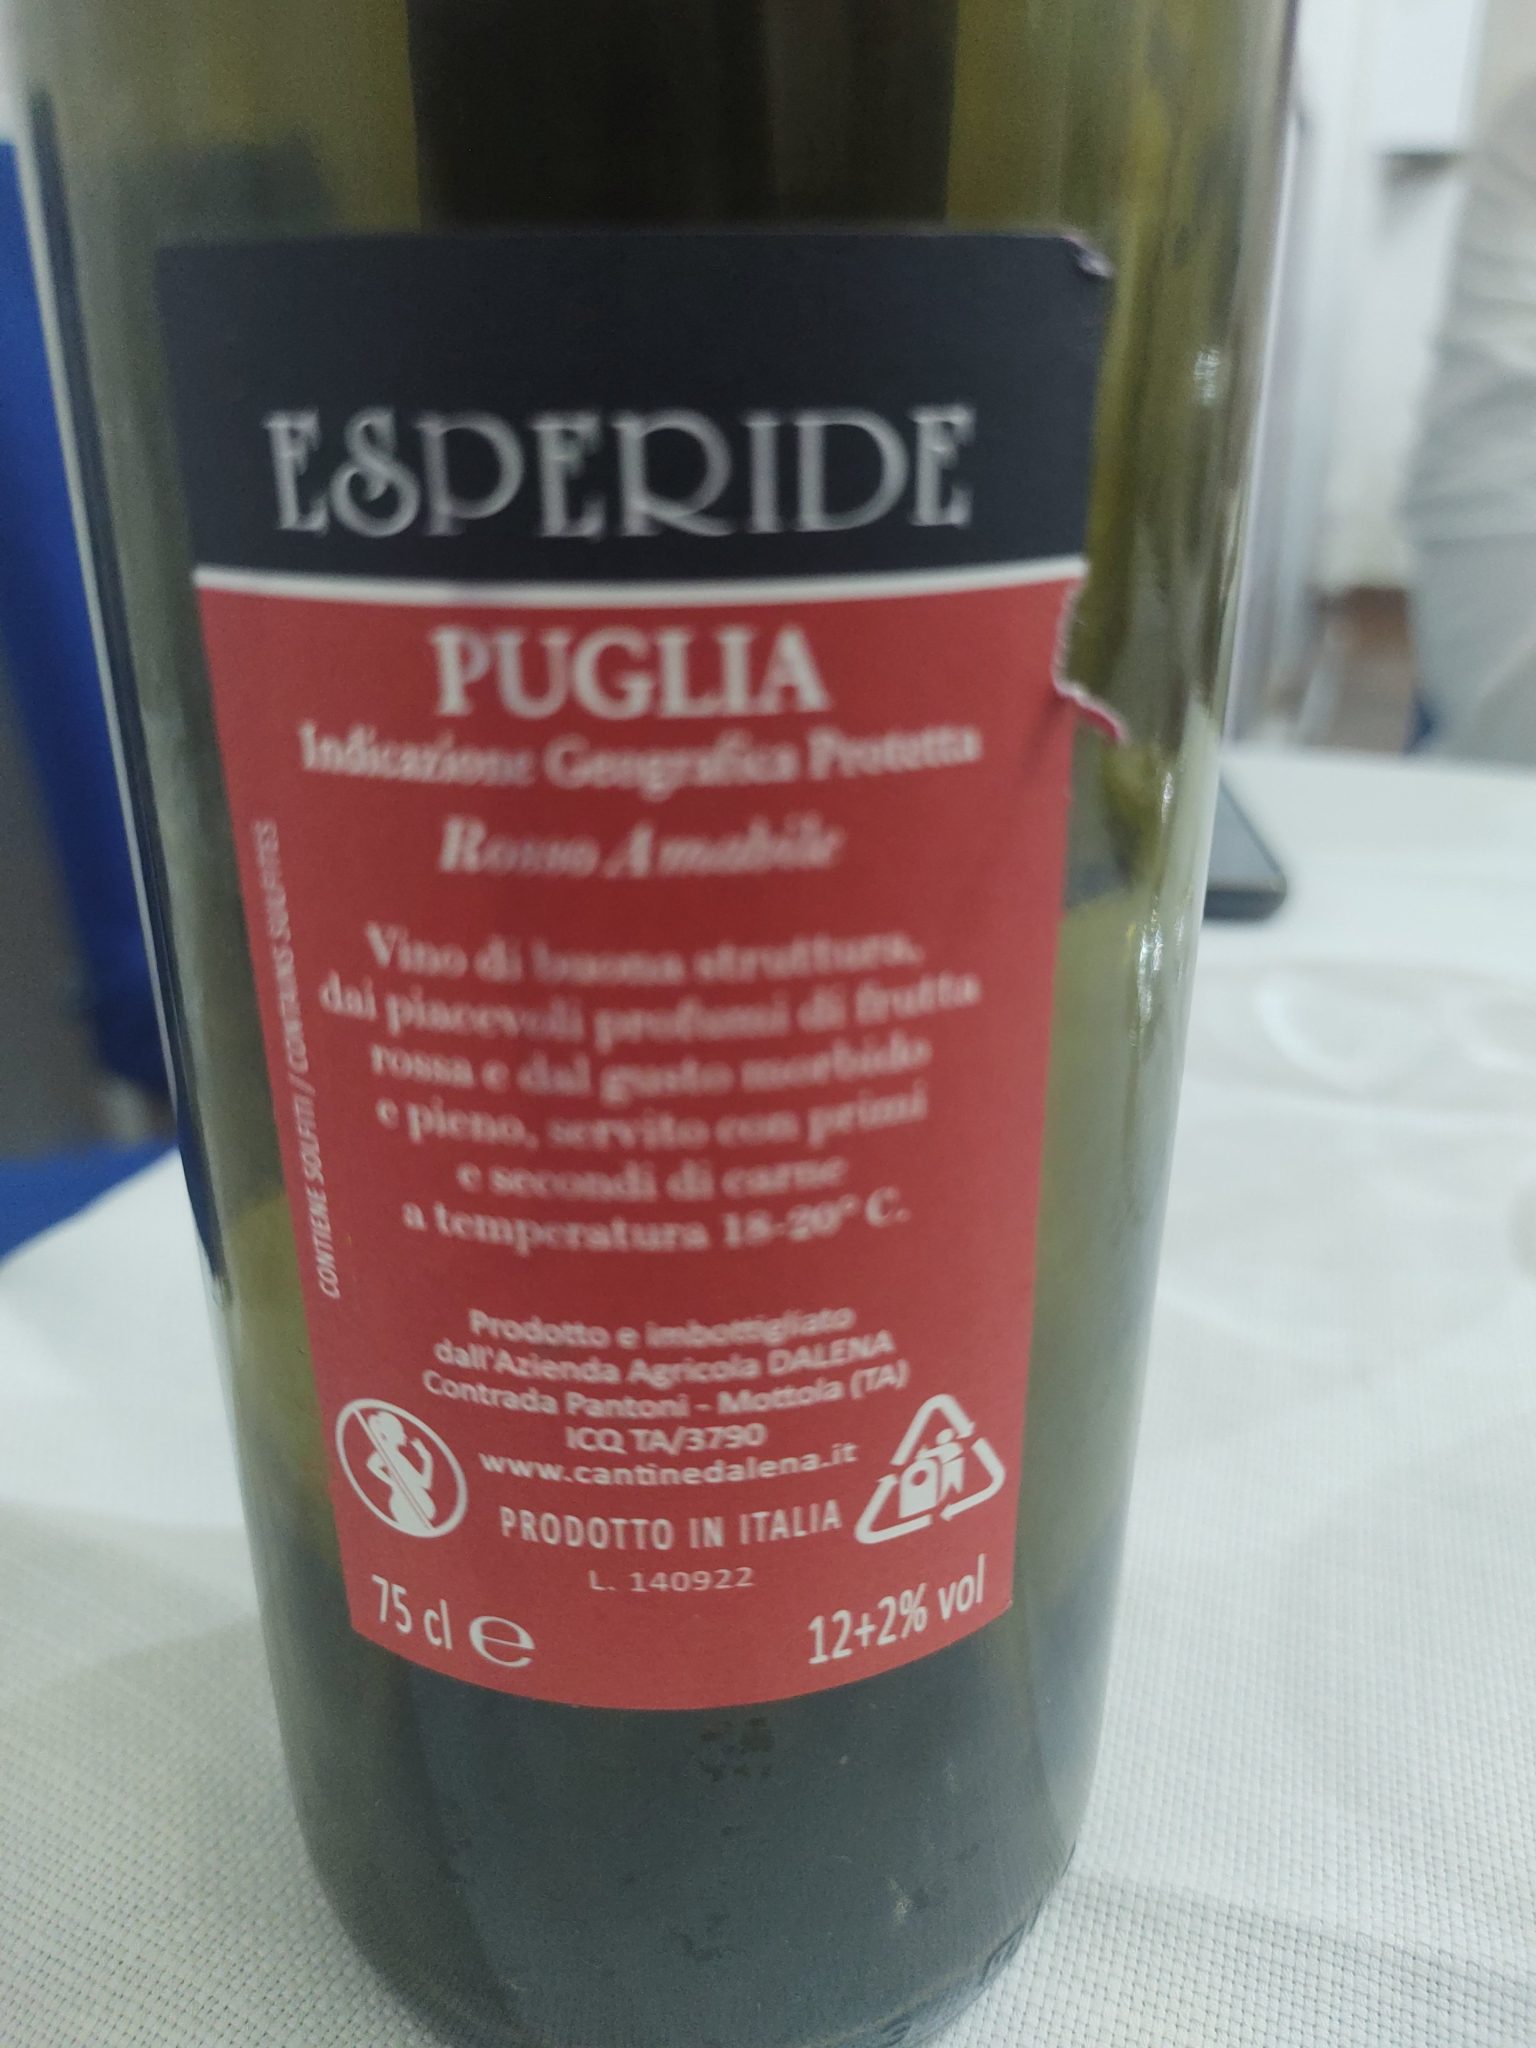 ESPERIDE
PUGLIA
Indicazione Geografica Protetta
Rosso Amabile
Vino di buona struttura,
dai piacevoli profumi di frutta
rossa e dal gusto morbido
e pieno, servito con primi
e secondi di carne
a temperatura 18-20° C.
CONTIENE SOLFITI / CONTAINS SULPHITES
Prodotto e imbottigliato
dall'Azienda Agricola DALENA
Contrada Pantoni - Mottola (TA)
ICQ TA/3790
www.cantinedalena.it
PRODOTTO IN ITALIA
L. 140922
75 cl e
12+2% vol